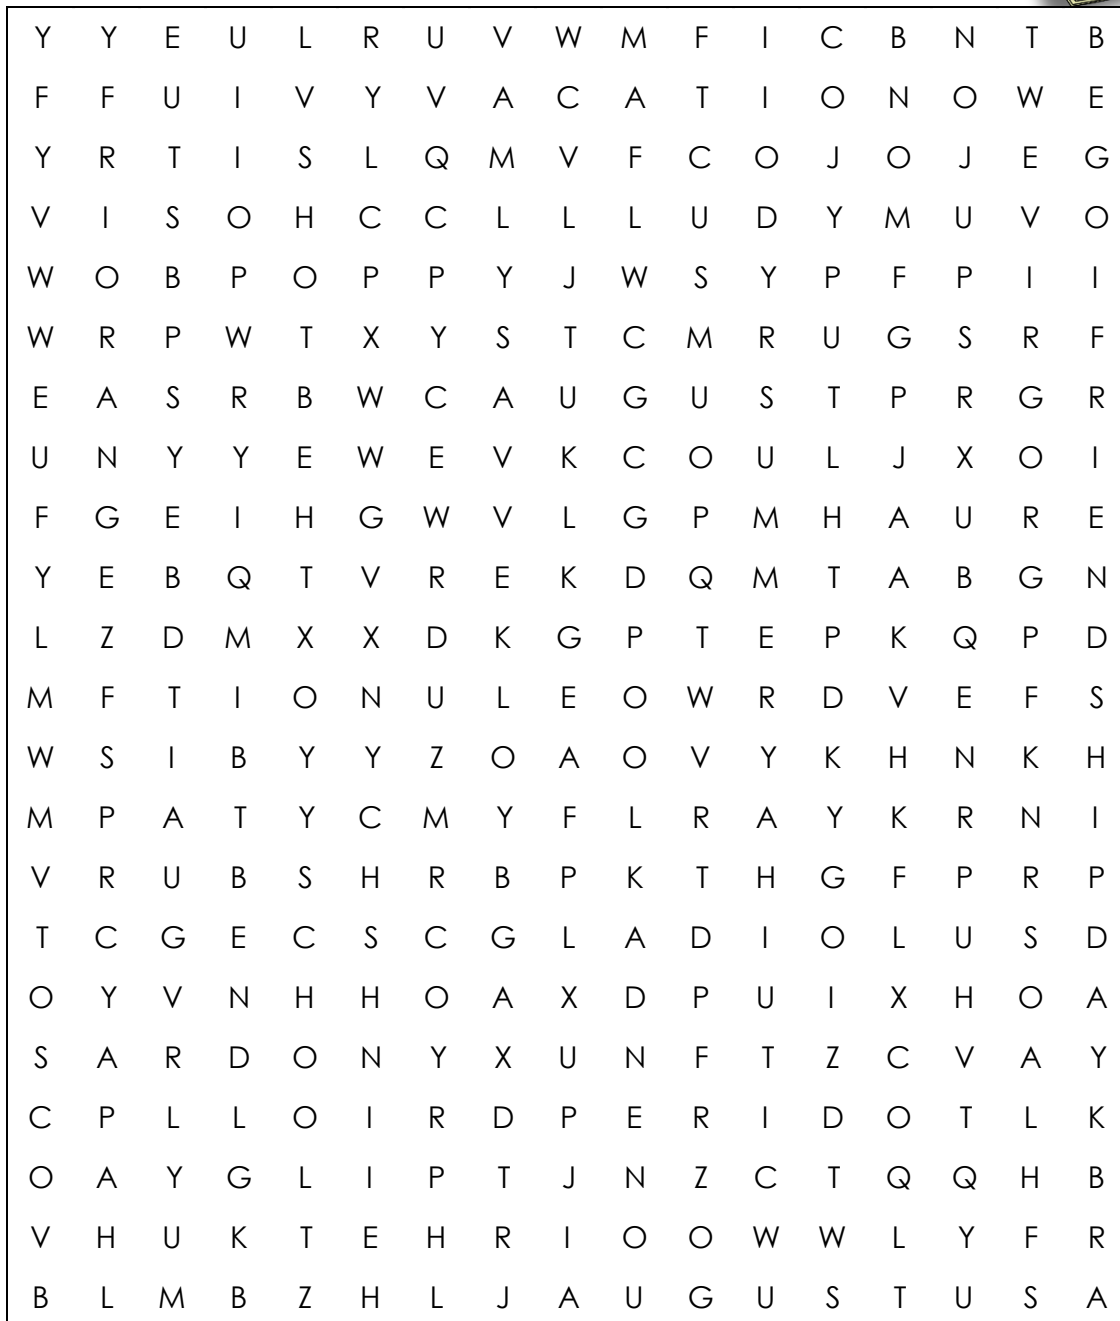 Y Y E U L R U V W M F I C B N T B
F F U I V Y V A C A T I O N O W E
Y R T I S L Q M V F C O J O J E G
V I S O H C C L L L U D Y M U V O
W O B P O P P Y J W S Y P F P I I
W R P W T X Y S T C M R U G S R F
E A S R B W C A U G U S T P R G R
U N Y Y E W E V K C O U L J X O I
F G E I H G W V L G P M H A U R E
Y E B Q T V R E K D Q M T A B G N
L Z D M X X D K G P T E P K Q P D
M F T I O N U L E O W R D V E F S
W S I B Y Y Z O A O V Y K H N K H
M P A T Y C M Y F L R A Y K R N I
V R U B S H R B P K T H G F P R P
T C G E C S C G L A D I O L U S D
O Y V N H H O A X D P U I X H O A
S A R D O N Y X U N F T Z C V A Y
C P L L O I R D P E R I D O T L K
O A Y G L I P T J N Z C T Q Q H B
V H U K T E H R I O O W W L Y F R
B L M B Z H L J A U G U S T U S A